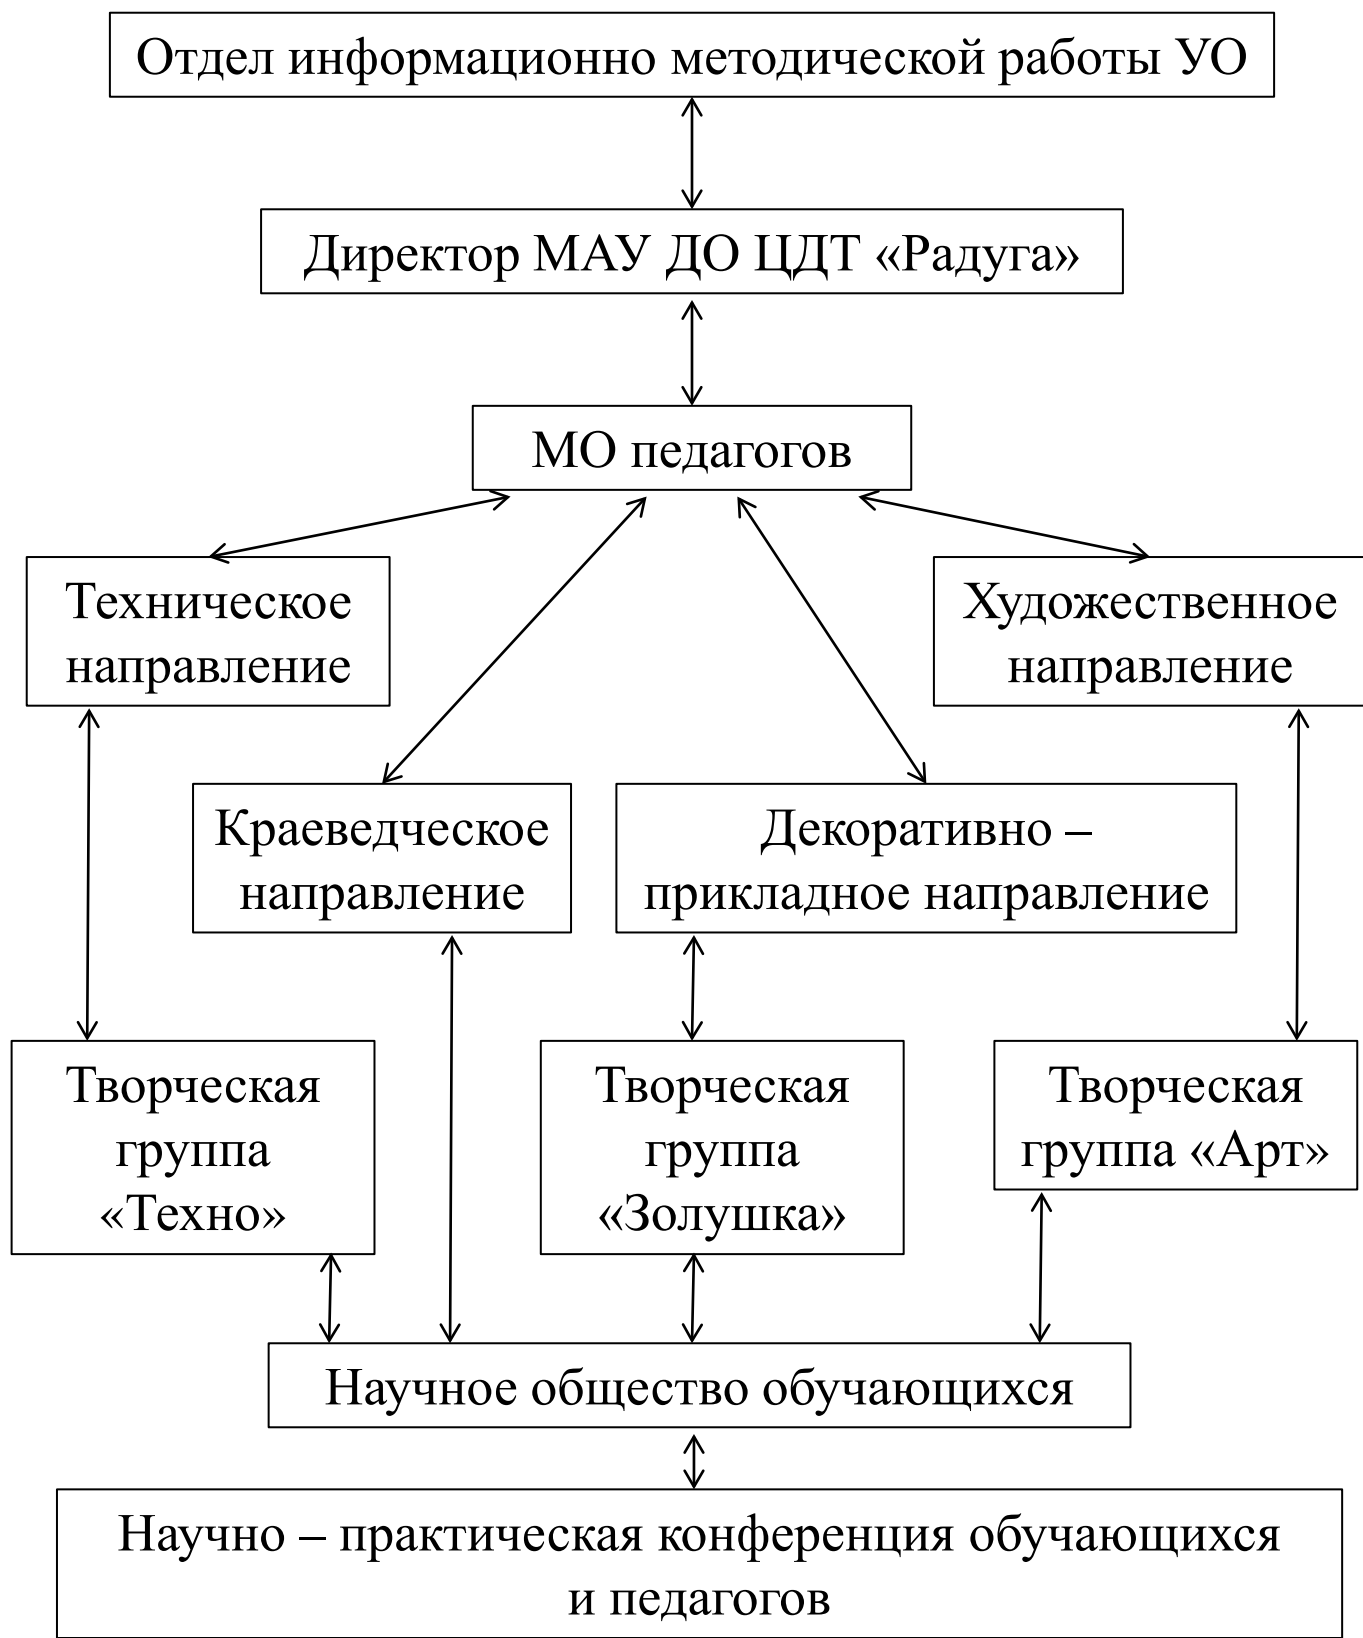 Отдел информационно методической работы УО
Директор МАУ ДО ЦДТ «Радуга»
МО педагогов
Техническое
направление
Художественное
направление
Краеведческое
направление
Декоративно –
прикладное направление
Творческая
группа
«Техно»
Творческая
группа
«Золушка»
Творческая
группа «Арт»
Научное общество обучающихся
Научно – практическая конференция обучающихся
и педагогов